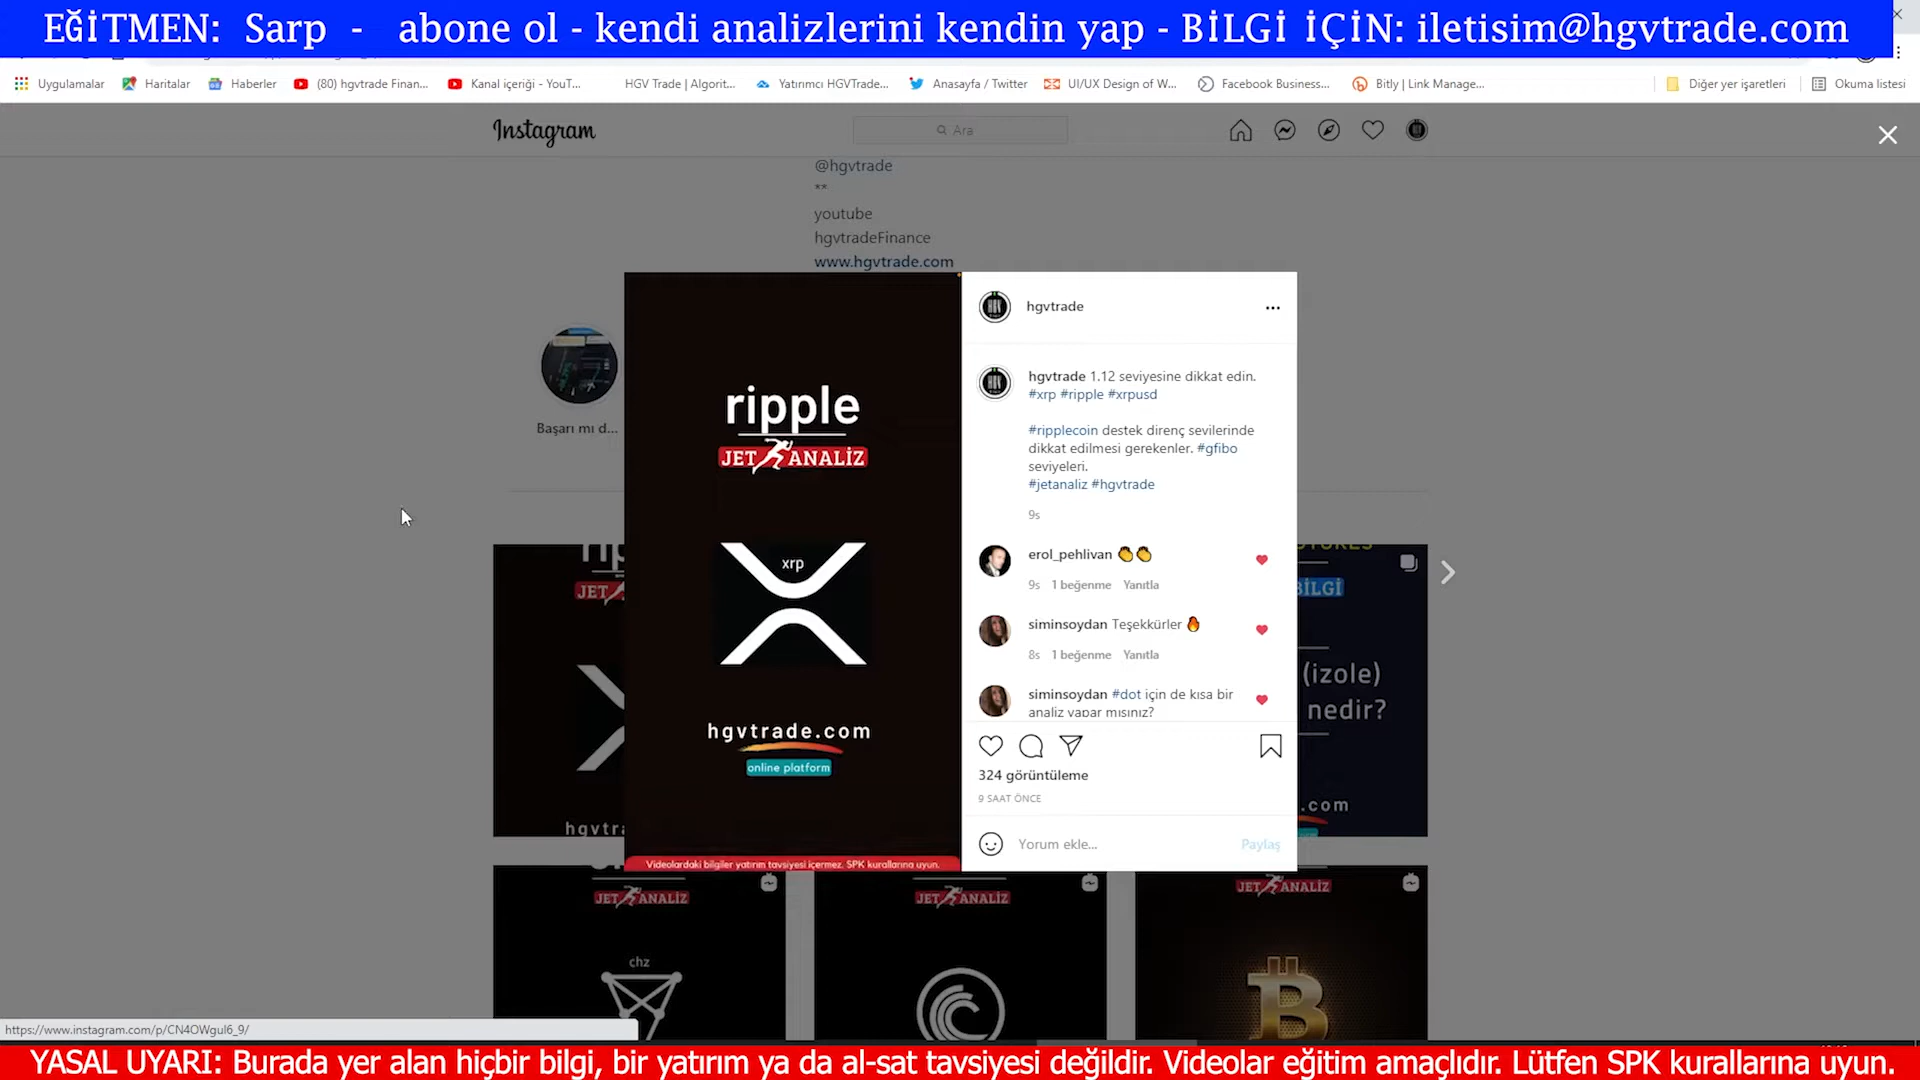 EĞİTMEN: Sarp - abone ol - kendi analizlerini kendin yap - BİLGİ İÇİN: iletisim@hgvtrade.com
Uygulamalar Haritalar Haberler (80) hgvtrade Finan... Kanal içeriği - YouT... HGV Trade | Algorit... Yatırımcı HGVTrade... Anasayfa / Twitter UI/UX Design of W... Facebook Business... Bitly | Link Manage... Diğer yer işaretleri Okuma listesi
Instagram
Ara
@hgvtrade
**
youtube
hgvtradeFinance
www.hgvtrade.com
Başarı mı d...
ripple
JET ANALİZ
xrp
hgvtrade.com
online platform
Videolardaki bilgiler yatırım tavsiyesi içermez. SPK kurallarına uyun.
hgvtrade
hgvtrade 1.12 seviyesine dikkat edin.
#xrp #ripple #xrpusd
#ripplecoin destek direnç sevilerinde
dikkat edilmesi gerekenler. #gfibo
seviyeleri.
#jetanaliz #hgvtrade
9s
erol_pehlivan 👏👏
9s 1 beğenme Yanıtla
siminsoydan Teşekkürler 🔥
8s 1 beğenme Yanıtla
siminsoydan #dot için de kısa bir
analiz yapar mısınız?
324 görüntüleme
9 SAAT ÖNCE
Yorum ekle...
Paylaş
JET
hgvtr
BİLGİ
(izole)
nedir?
.com
JET ANALİZ
chz
JET ANALİZ
JET ANALİZ
https://www.instagram.com/p/CN4OWgul6_9/
YASAL UYARI: Burada yer alan hiçbir bilgi, bir yatırım ya da al-sat tavsiyesi değildir. Videolar eğitim amaçlıdır. Lütfen SPK kurallarına uyun.